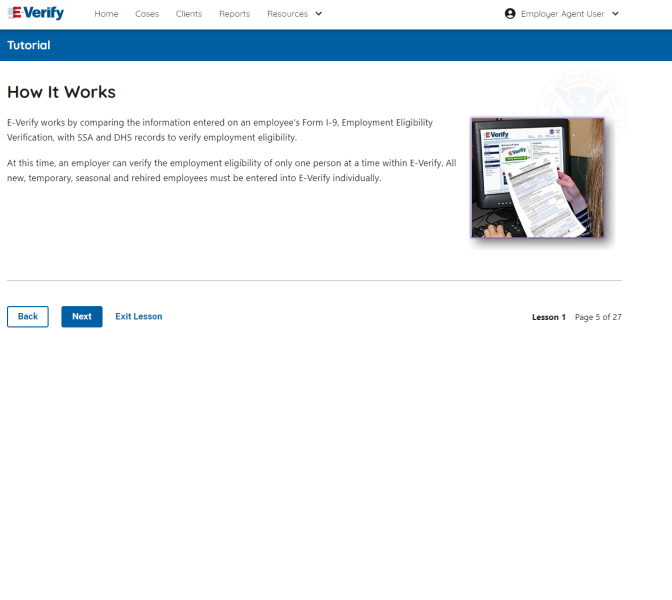 E-Verify
Home Cases Clients Reports Resources
Employer Agent User
Tutorial
How It Works
E-Verify works by comparing the information entered on an employee's Form I-9, Employment Eligibility
Verification, with SSA and DHS records to verify employment eligibility.
At this time, an employer can verify the employment eligibility of only one person at a time within E-Verify. All
new, temporary, seasonal and rehired employees must be entered into E-Verify individually.
E-Verify
E-Verify
Back Next Exit Lesson
Lesson 1 Page 5 of 27